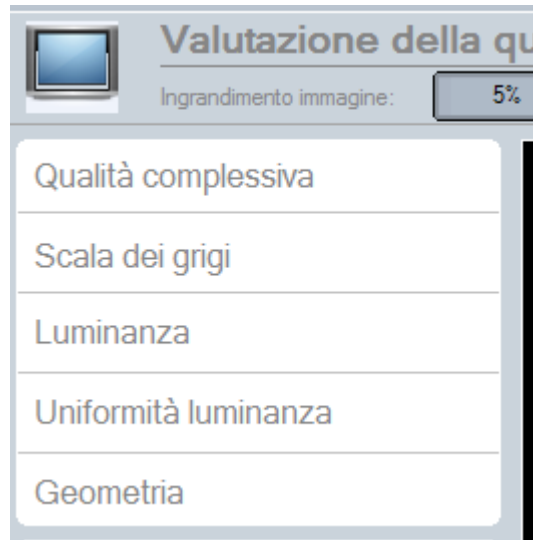 Valutazione della qu
Ingrandimento immagine: 5%
Qualità complessiva
Scala dei grigi
Luminanza
Uniformità luminanza
Geometria